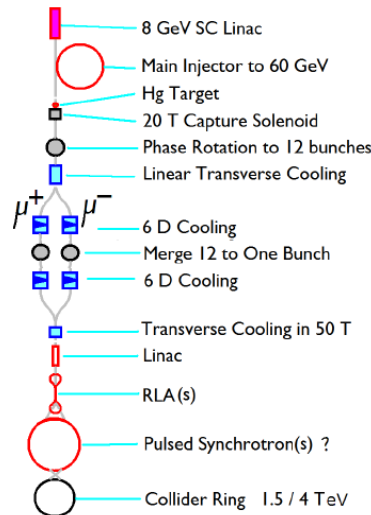 8 GeV SC Linac
Main Injector to 60 GeV
Hg Target
20 T Capture Solenoid
Phase Rotation to 12 bunches
Linear Transverse Cooling
μ+ μ−
6 D Cooling
Merge 12 to One Bunch
6 D Cooling
Transverse Cooling in 50 T
Linac
RLA(s)
Pulsed Synchrotron(s) ?
Collider Ring 1.5 / 4 TeV